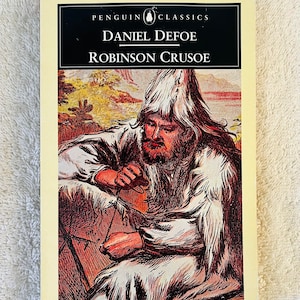 PENGUIN CLASSICS
DANIEL DEFOE
ROBINSON CRUSOE